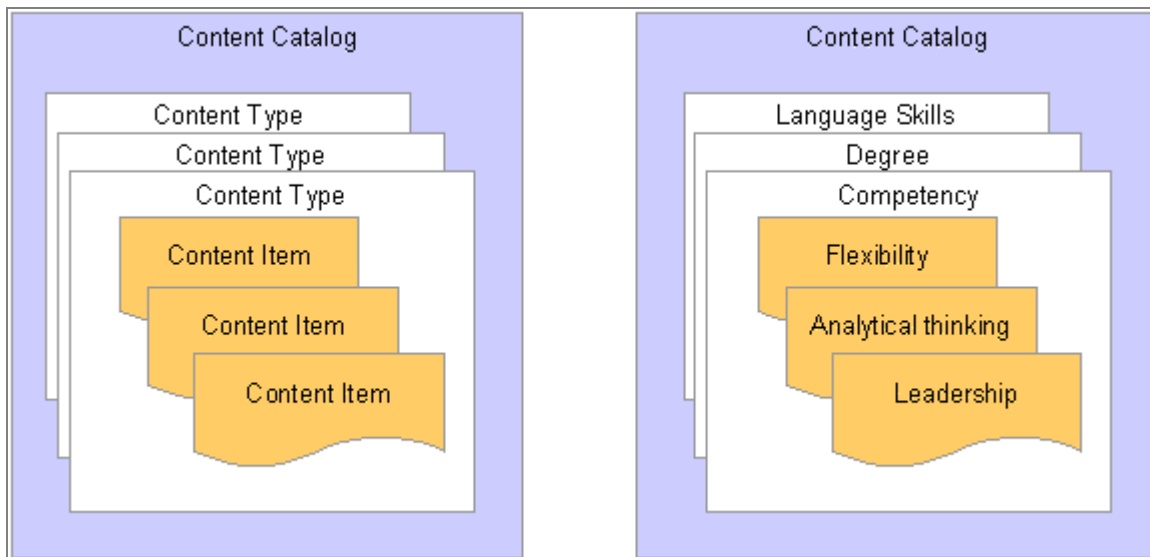 Content Catalog
Content Type
Content Type
Content Type
Content Item
Content Item
Content Item
Content Catalog
Language Skills
Degree
Competency
Flexibility
Analytical thinking
Leadership